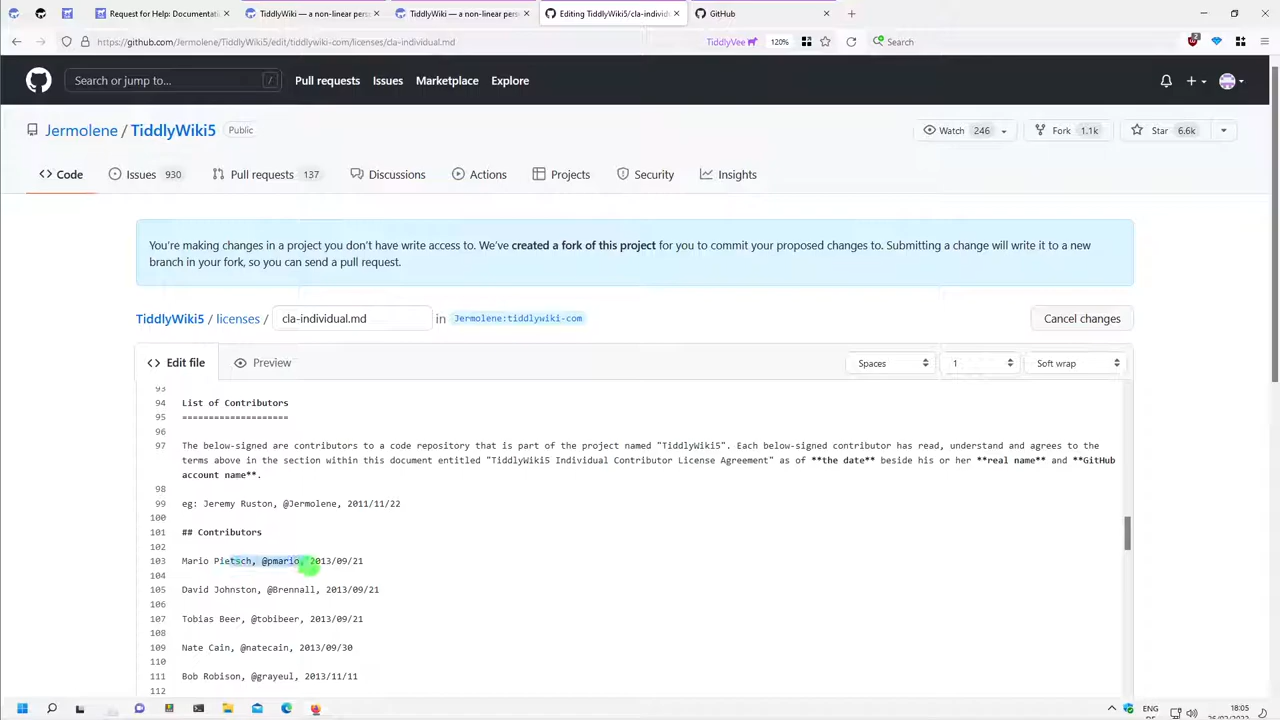 Request for Help: Documentati
TiddlyWiki — a non-linear pers
TiddlyWiki — a non-linear pers
Editing TiddlyWiki5/cla-individu
GitHub
https://github.com/Jermolene/TiddlyWiki5/edit/tiddlywiki-com/licenses/cla-individual.md
TiddlyVee
120%
Search
Search or jump to...
/
Pull requests
Issues
Marketplace
Explore
Jermolene / TiddlyWiki5
Public
Watch 246
Fork 1.1k
Star 6.6k
Code
Issues 930
Pull requests 137
Discussions
Actions
Projects
Security
Insights
You're making changes in a project you don't have write access to. We've created a fork of this project for you to commit your proposed changes to. Submitting a change will write it to a new
branch in your fork, so you can send a pull request.
TiddlyWiki5 / licenses / cla-individual.md in Jermolene:tiddlywiki-com
Cancel changes
Edit file
Preview
Spaces
1
Soft wrap
93
94 List of Contributors
95 ====================
96
97 The below-signed are contributors to a code repository that is part of the project named "TiddlyWiki5". Each below-signed contributor has read, understand and agrees to the
terms above in the section within this document entitled "TiddlyWiki5 Individual Contributor License Agreement" as of **the date** beside his or her **real name** and **GitHub
account name**.
98
99 eg: Jeremy Ruston, @Jermolene, 2011/11/22
100
101 ## Contributors
102
103 Mario Pietsch, @pmario, 2013/09/21
104
105 David Johnston, @Brennall, 2013/09/21
106
107 Tobias Beer, @tobibeer, 2013/09/21
108
109 Nate Cain, @natecain, 2013/09/30
110
111 Bob Robison, @grayeul, 2013/11/11
112
ENG
18:05